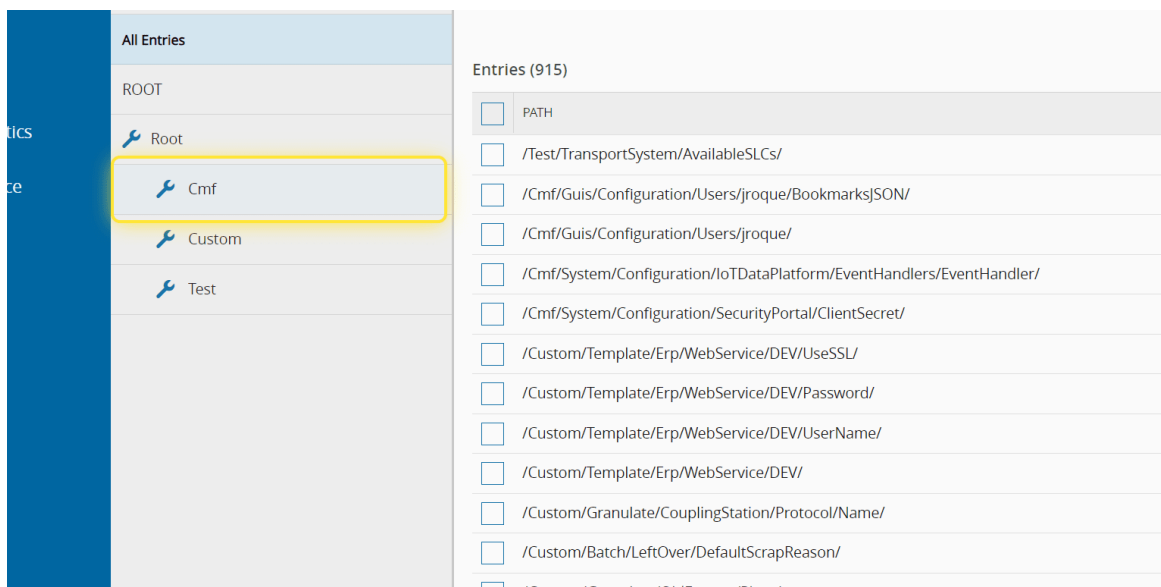 tics
ce
All Entries
ROOT
Root
Cmf
Custom
Test
Entries (915)
PATH
/Test/TransportSystem/AvailableSLCs/
/Cmf/Guis/Configuration/Users/jroque/BookmarksJSON/
/Cmf/Guis/Configuration/Users/jroque/
/Cmf/System/Configuration/IoTDataPlatform/EventHandlers/EventHandler/
/Cmf/System/Configuration/SecurityPortal/ClientSecret/
/Custom/Template/Erp/WebService/DEV/UseSSL/
/Custom/Template/Erp/WebService/DEV/Password/
/Custom/Template/Erp/WebService/DEV/UserName/
/Custom/Template/Erp/WebService/DEV/
/Custom/Granulate/CouplingStation/Protocol/Name/
/Custom/Batch/LeftOver/DefaultScrapReason/